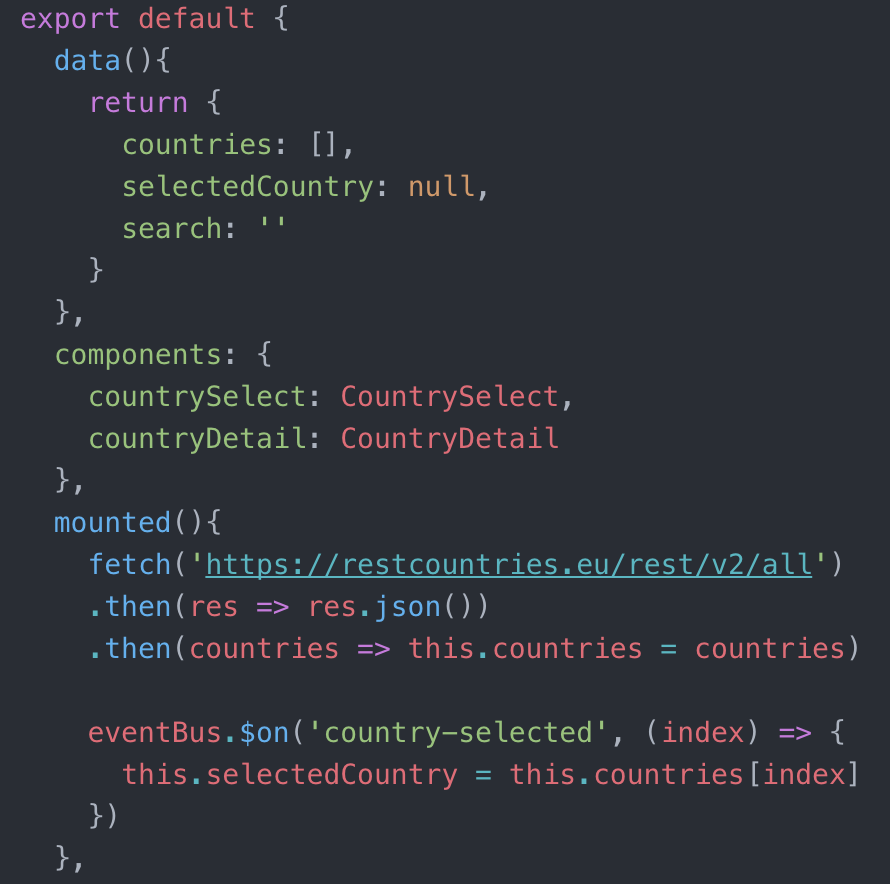 export default {
  data(){
    return {
      countries: [],
      selectedCountry: null,
      search: ''
    }
  },
  components: {
    countrySelect: CountrySelect,
    countryDetail: CountryDetail
  },
  mounted(){
    fetch('https://restcountries.eu/rest/v2/all')
    .then(res => res.json())
    .then(countries => this.countries = countries)

    eventBus.$on('country-selected', (index) => {
      this.selectedCountry = this.countries[index]
    })
  },